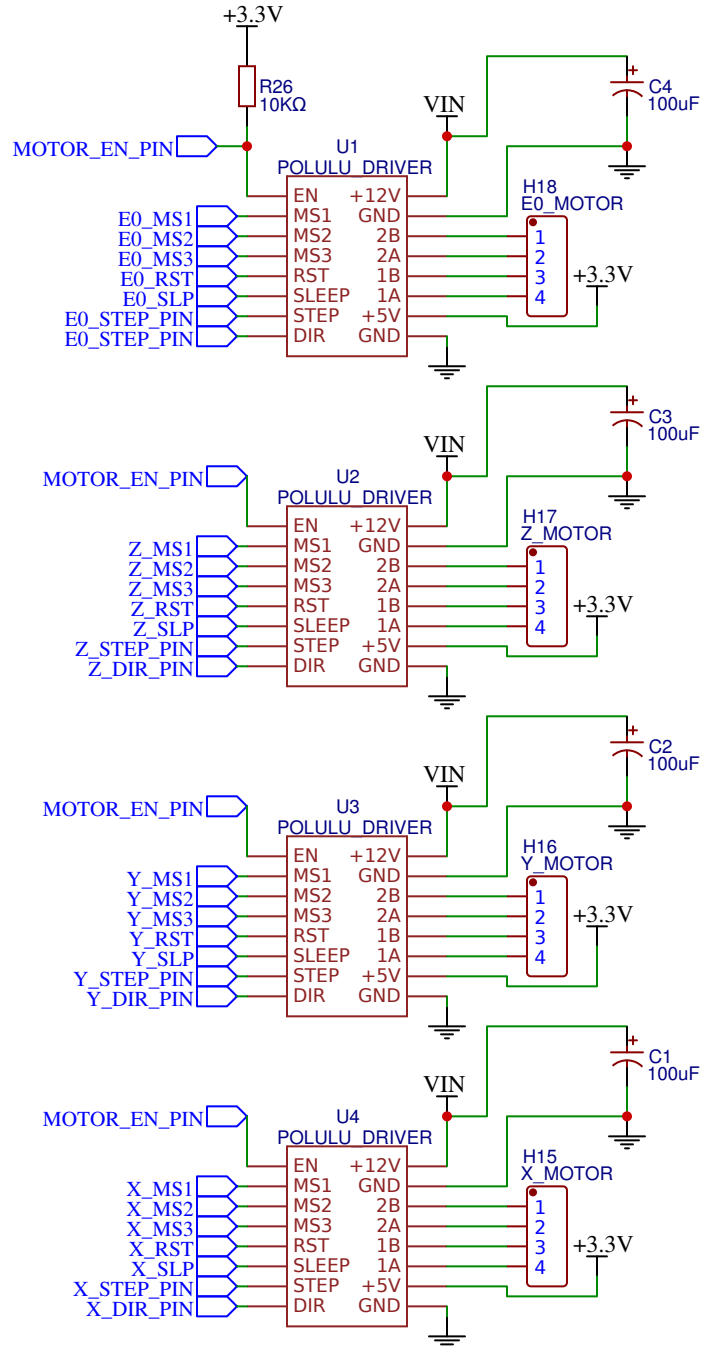 +3.3V
R26
10KΩ
MOTOR_EN_PIN
VIN
C4
100uF
U1
POLULU_DRIVER
E0_MS1
E0_MS2
E0_MS3
E0_RST
E0_SLP
E0_STEP_PIN
E0_STEP_PIN
EN +12V
MS1 GND
MS2 2B
MS3 2A
RST 1B
SLEEP 1A
STEP +5V
DIR GND
H18
E0_MOTOR
1
2
3
4
+3.3V
VIN
C3
100uF
MOTOR_EN_PIN
U2
POLULU_DRIVER
Z_MS1
Z_MS2
Z_MS3
Z_RST
Z_SLP
Z_STEP_PIN
Z_DIR_PIN
EN +12V
MS1 GND
MS2 2B
MS3 2A
RST 1B
SLEEP 1A
STEP +5V
DIR GND
H17
Z_MOTOR
1
2
3
4
+3.3V
VIN
C2
100uF
MOTOR_EN_PIN
U3
POLULU_DRIVER
Y_MS1
Y_MS2
Y_MS3
Y_RST
Y_SLP
Y_STEP_PIN
Y_DIR_PIN
EN +12V
MS1 GND
MS2 2B
MS3 2A
RST 1B
SLEEP 1A
STEP +5V
DIR GND
H16
Y_MOTOR
1
2
3
4
+3.3V
VIN
C1
100uF
MOTOR_EN_PIN
U4
POLULU_DRIVER
X_MS1
X_MS2
X_MS3
X_RST
X_SLP
X_STEP_PIN
X_DIR_PIN
EN +12V
MS1 GND
MS2 2B
MS3 2A
RST 1B
SLEEP 1A
STEP +5V
DIR GND
H15
X_MOTOR
1
2
3
4
+3.3V